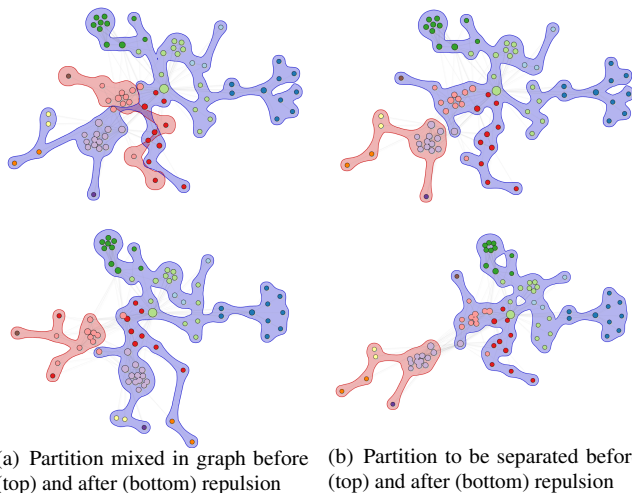 (a) Partition mixed in graph before
(top) and after (bottom) repulsion
(b) Partition to be separated before
(top) and after (bottom) repulsion